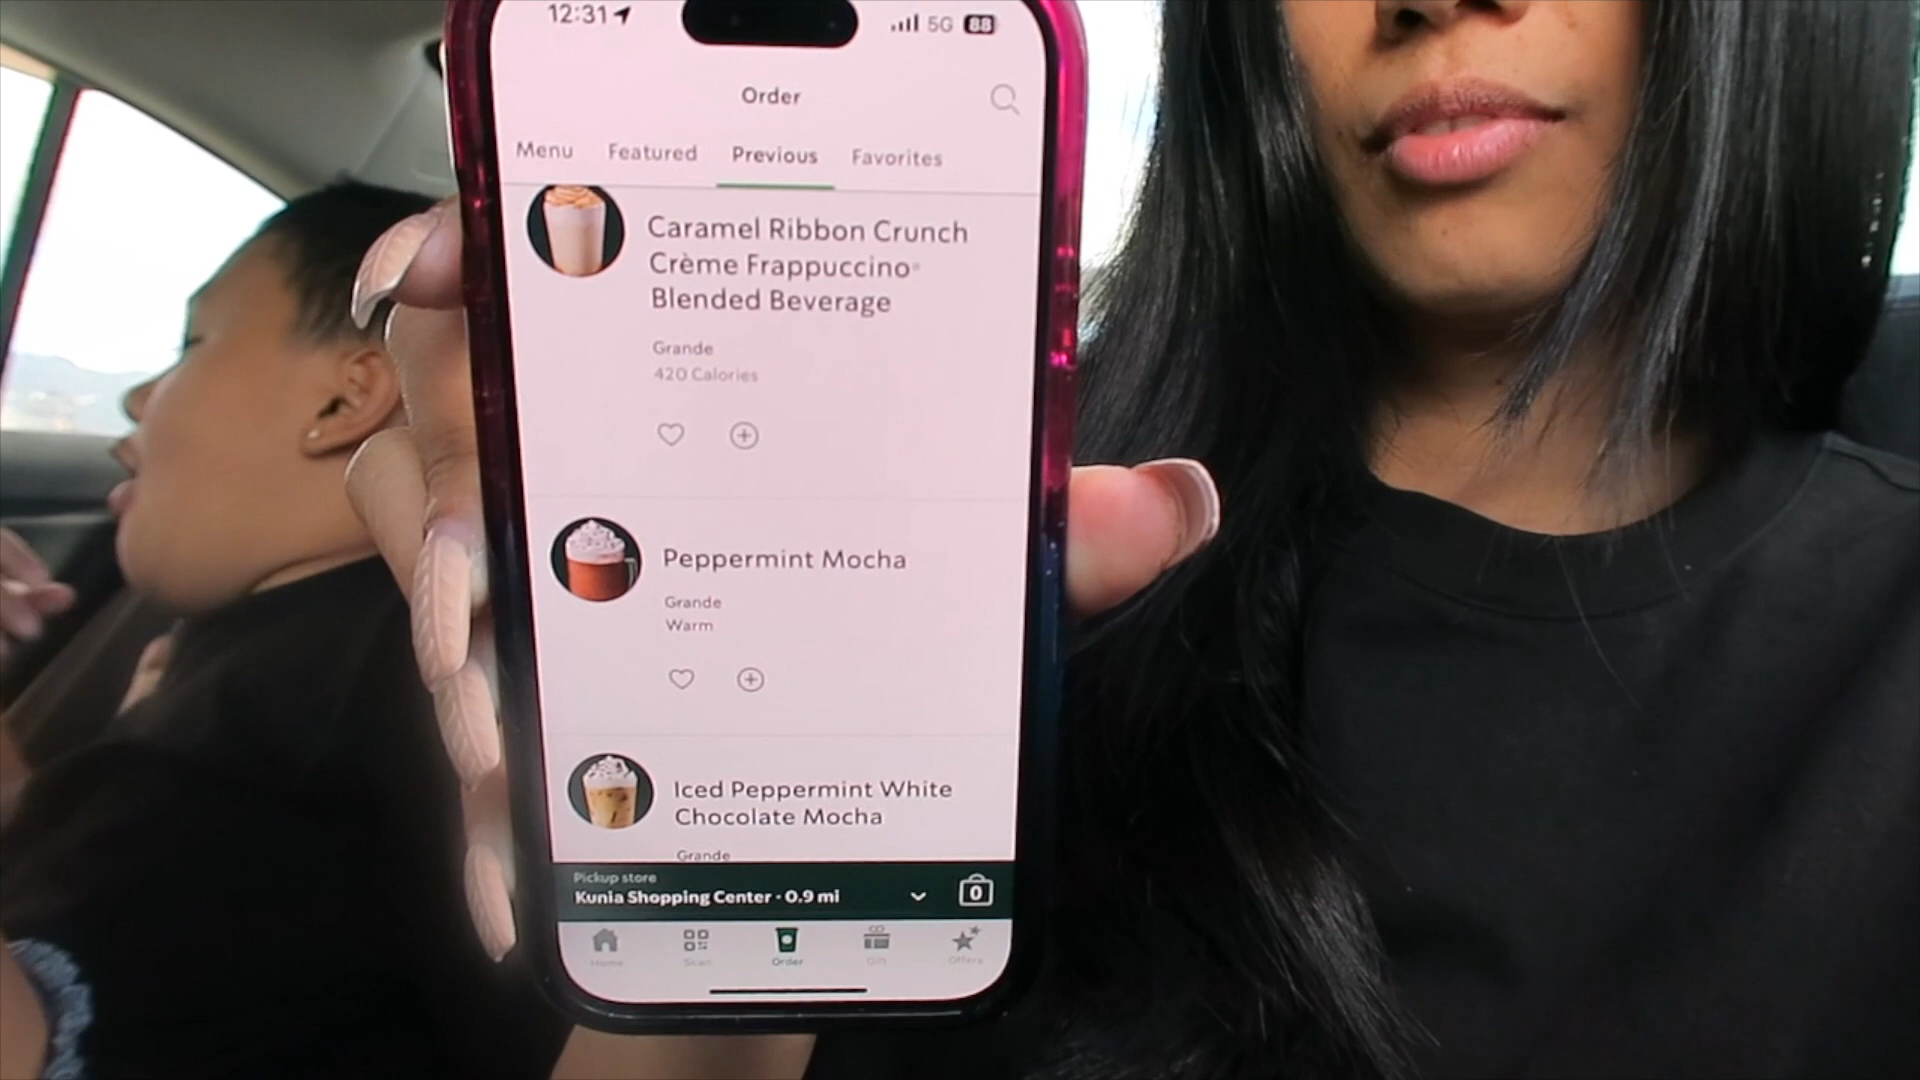 12:31
5G 88
Order
Menu Featured Previous Favorites
Caramel Ribbon Crunch
Crème Frappuccino®
Blended Beverage
Grande
420 Calories
Peppermint Mocha
Grande
Warm
Iced Peppermint White
Chocolate Mocha
Grande
Pickup store
Kunia Shopping Center · 0.9 mi
0
Home Scan Order Gift Offers